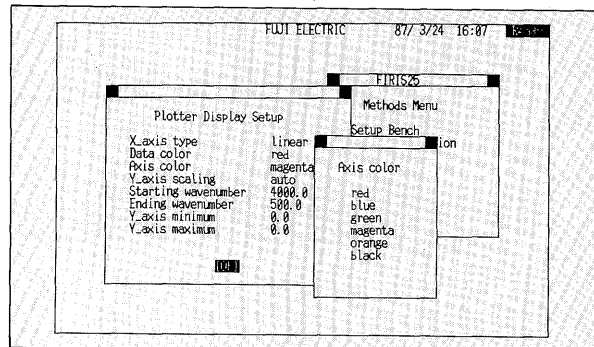 FUJI ELECTRIC 87/ 3/24 16:07
FIRIS25
Methods Menu
Setup Bench
ion
Plotter Display Setup
X_axis type linear
Data color red
Axis color magenta
Y_axis scaling auto
Starting wavenumber 4000.0
Ending wavenumber 500.0
Y_axis minimum 0.0
Y_axis maximum 0.0
Axis color
red
blue
green
magenta
orange
black